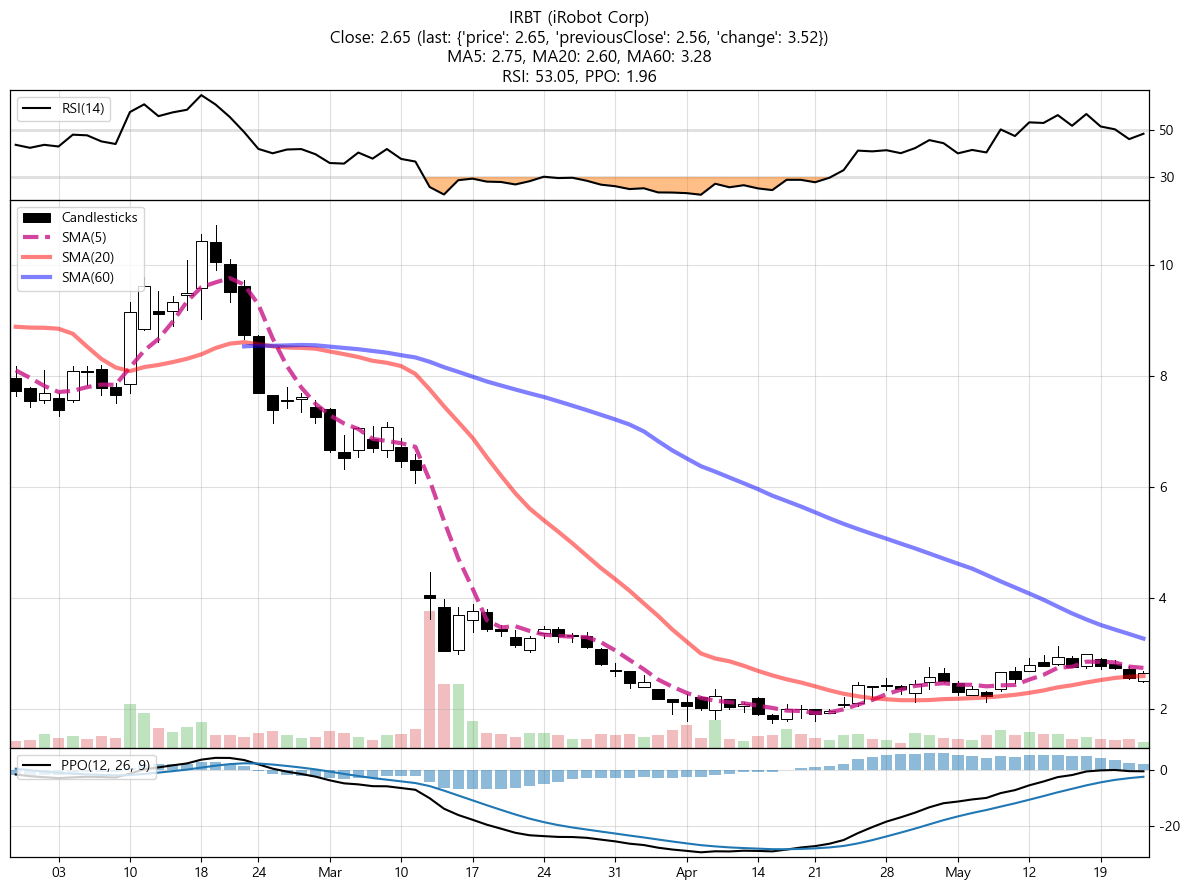 IRBT (iRobot Corp)
Close: 2.65 (last: {'price': 2.65, 'previousClose': 2.56, 'change': 3.52})
MA5: 2.75, MA20: 2.60, MA60: 3.28
RSI: 53.05, PPO: 1.96
RSI(14)
50
30
Candlesticks
SMA(5)
SMA(20)
SMA(60)
10
8
6
4
2
PPO(12, 26, 9)
0
-20
03 10 18 24 Mar 10 17 24 31 Apr 14 21 28 May 12 19